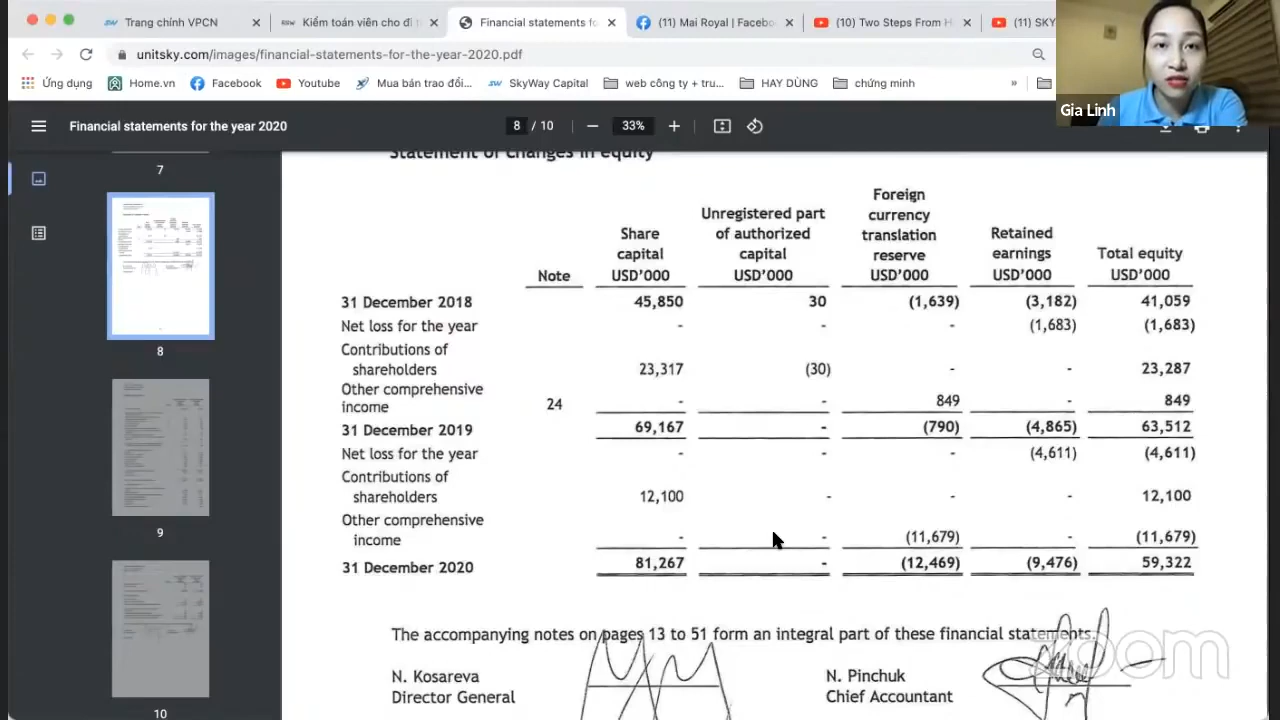 Trang chính VPCN
Kiểm toán viên cho đi t
Financial statements fo
(11) Mai Royal | Facebo
(10) Two Steps From H
(11) SKY
unitsky.com/images/financial-statements-for-the-year-2020.pdf
Ứng dụng
Home.vn
Facebook
Youtube
Mua bán trao đổi...
SkyWay Capital
web công ty + tru...
HAY DÙNG
chứng minh
»
Gia Linh
Financial statements for the year 2020
8 / 10
33%
7
8
9
10
Statement of changes in equity
Note
Share capital USD'000
Unregistered part of authorized capital USD'000
Foreign currency translation reserve USD'000
Retained earnings USD'000
Total equity USD'000
31 December 2018 45,850 30 (1,639) (3,182) 41,059
Net loss for the year - - - (1,683) (1,683)
Contributions of
shareholders 23,317 (30) - - 23,287
Other comprehensive
income 24 - - 849 - 849
31 December 2019 69,167 - (790) (4,865) 63,512
Net loss for the year - - - (4,611) (4,611)
Contributions of
shareholders 12,100 - - - 12,100
Other comprehensive
income - - (11,679) - (11,679)
31 December 2020 81,267 - (12,469) (9,476) 59,322
The accompanying notes on pages 13 to 51 form an integral part of these financial statements.
N. Kosareva
Director General
N. Pinchuk
Chief Accountant
zoom